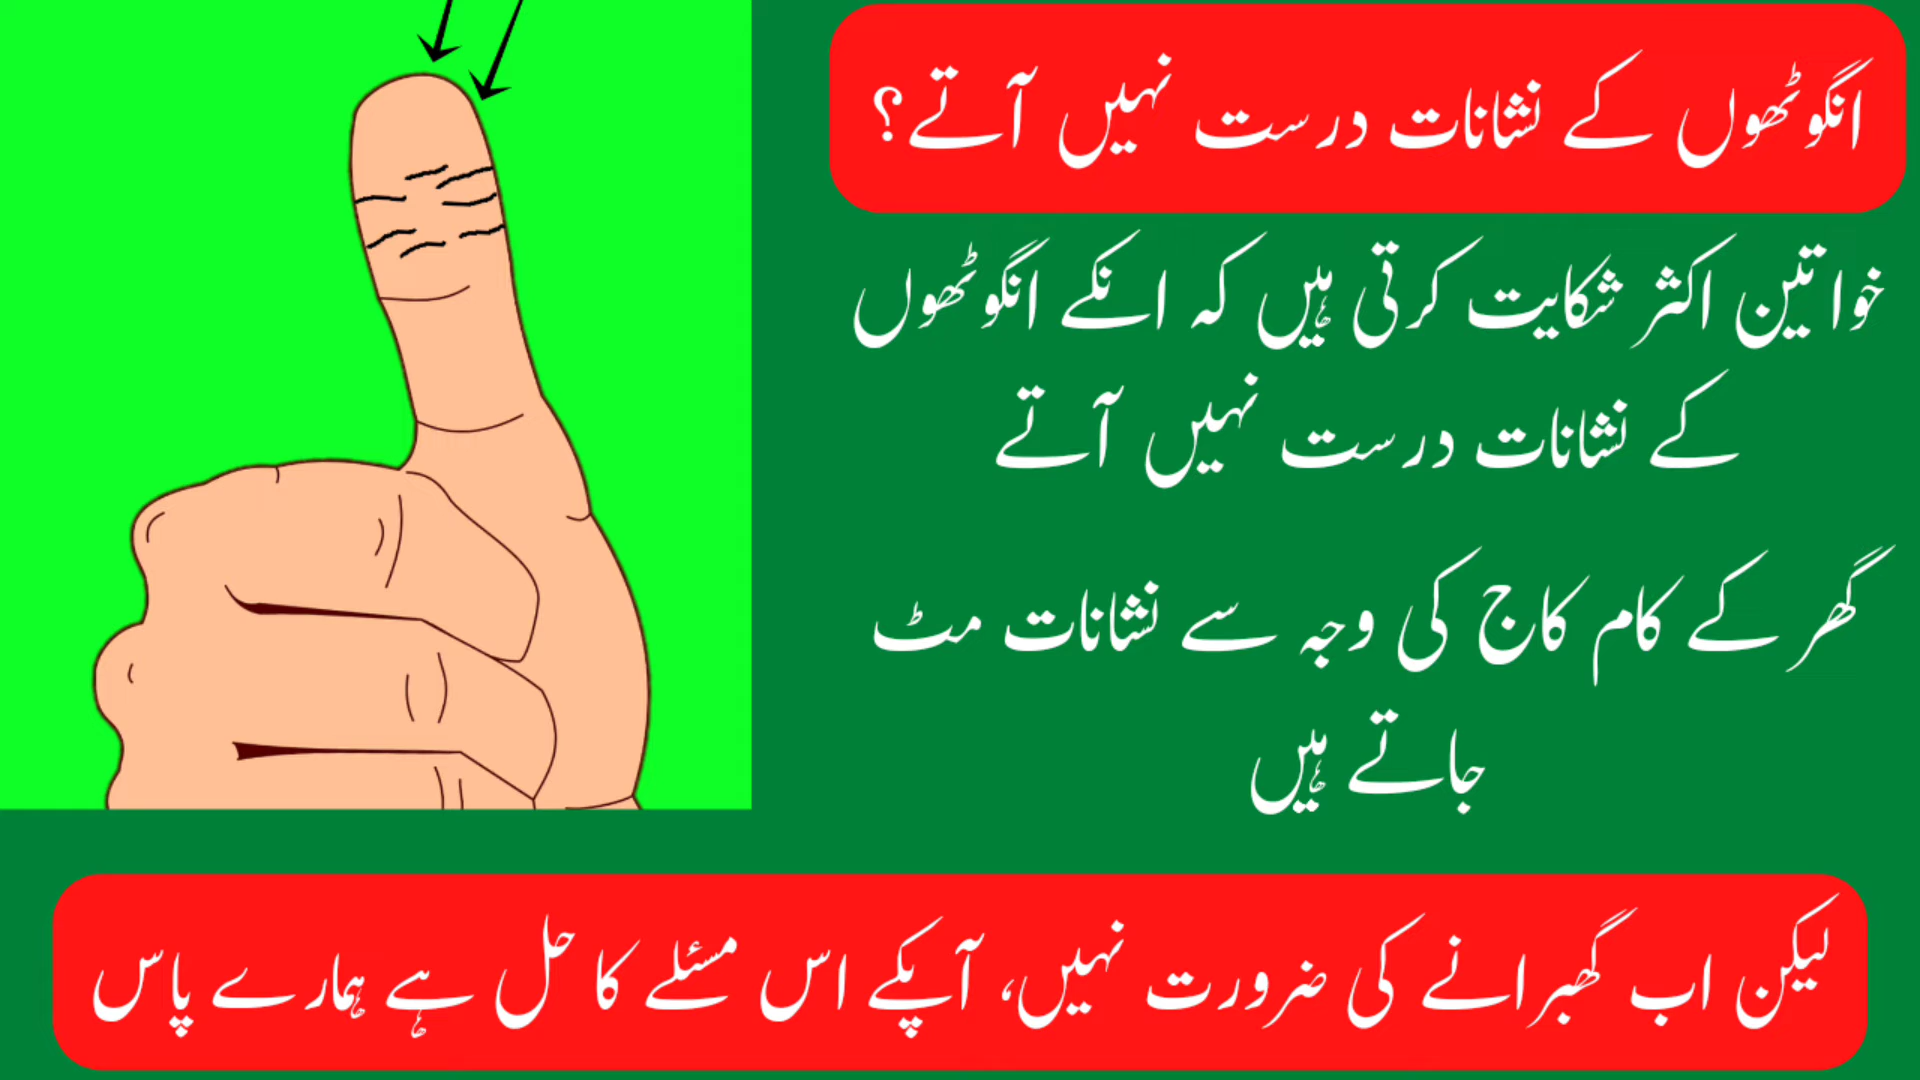 انگوٹھوں کے نشانات درست نہیں آتے؟
خواتین اکثر شکایت کرتی ہیں کہ انکے انگوٹھوں
کے نشانات درست نہیں آتے
گھر کے کام کاج کی وجہ سے نشانات مٹ
جاتے ہیں
لیکن اب گھبرانے کی ضرورت نہیں، آپکے اس مسئلے کا حل ہے ہمارے پاس